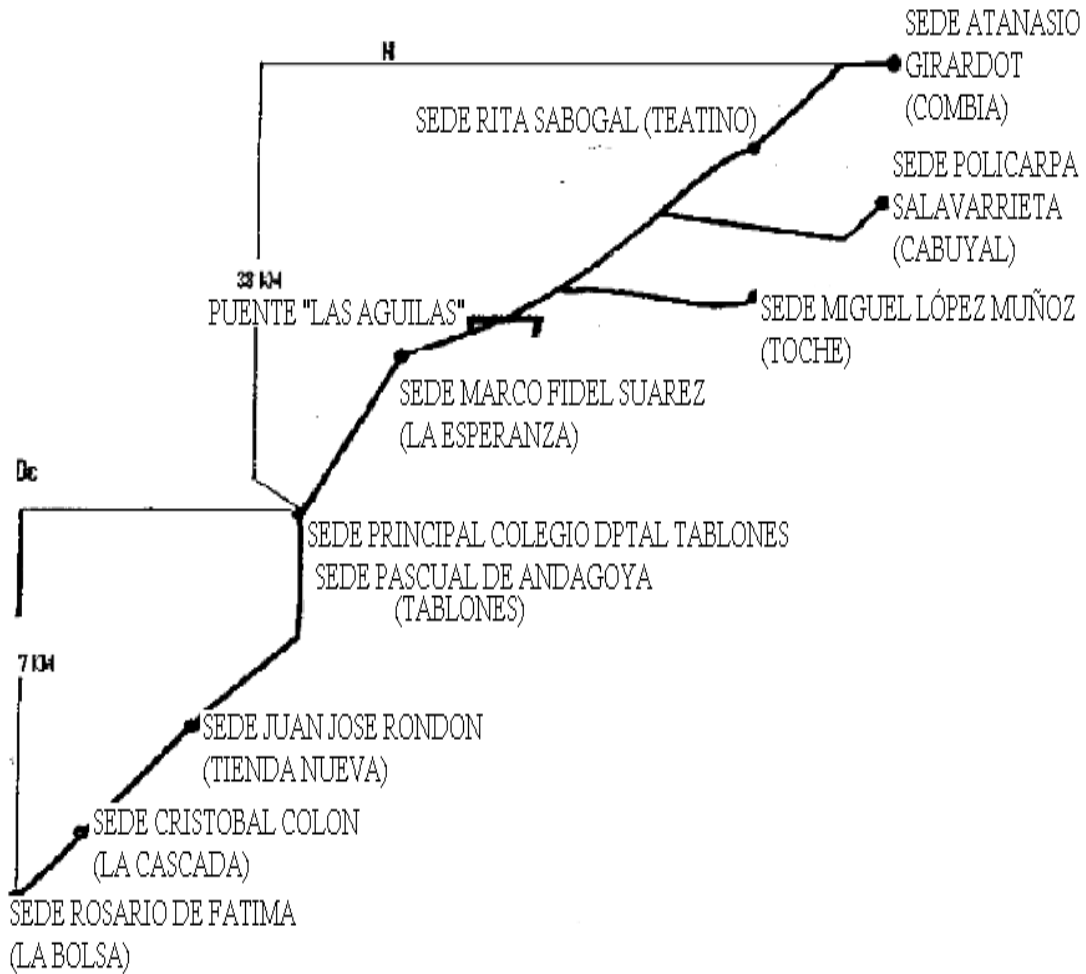 SEDE ATANASIO
GIRARDOT
(COMBIA)
SEDE RITA SABOGAL (TEATINO)
SEDE POLICARPA
SALAVARRIETA
(CABUYAL)
38 KM
PUENTE "LAS AGUILAS"
SEDE MIGUEL LÓPEZ MUÑOZ
(TOCHE)
SEDE MARCO FIDEL SUAREZ
(LA ESPERANZA)
SEDE PRINCIPAL COLEGIO DPTAL TABLONES
SEDE PASCUAL DE ANDAGOYA
(TABLONES)
7 KM
SEDE JUAN JOSE RONDON
(TIENDA NUEVA)
SEDE CRISTOBAL COLON
(LA CASCADA)
SEDE ROSARIO DE FATIMA
(LA BOLSA)